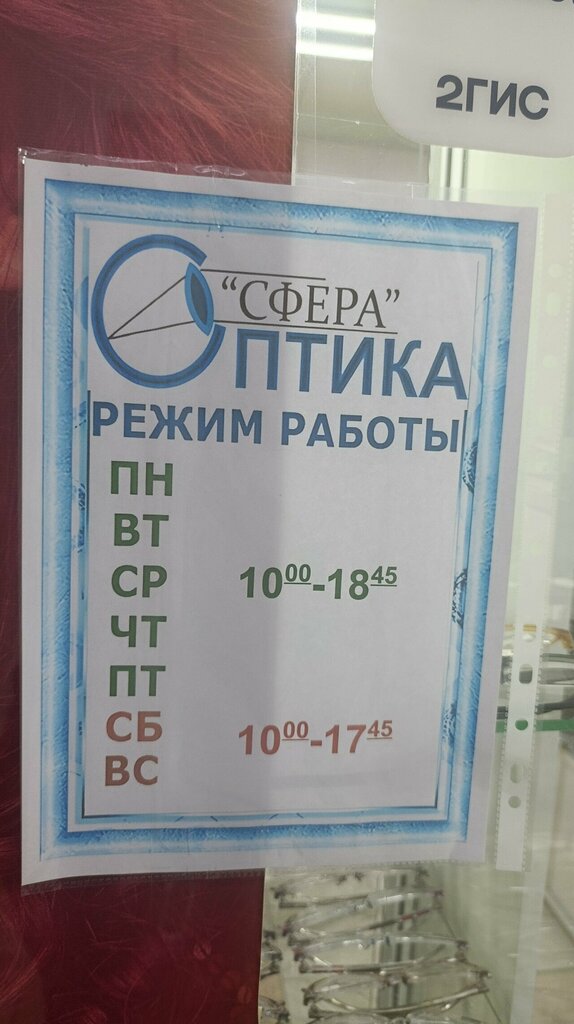 2ГИС
"СФЕРА"
ОПТИКА
РЕЖИМ РАБОТЫ
ПН
ВТ
СР 10⁰⁰-18⁴⁵
ЧТ
ПТ
СБ 10⁰⁰-17⁴⁵
ВС